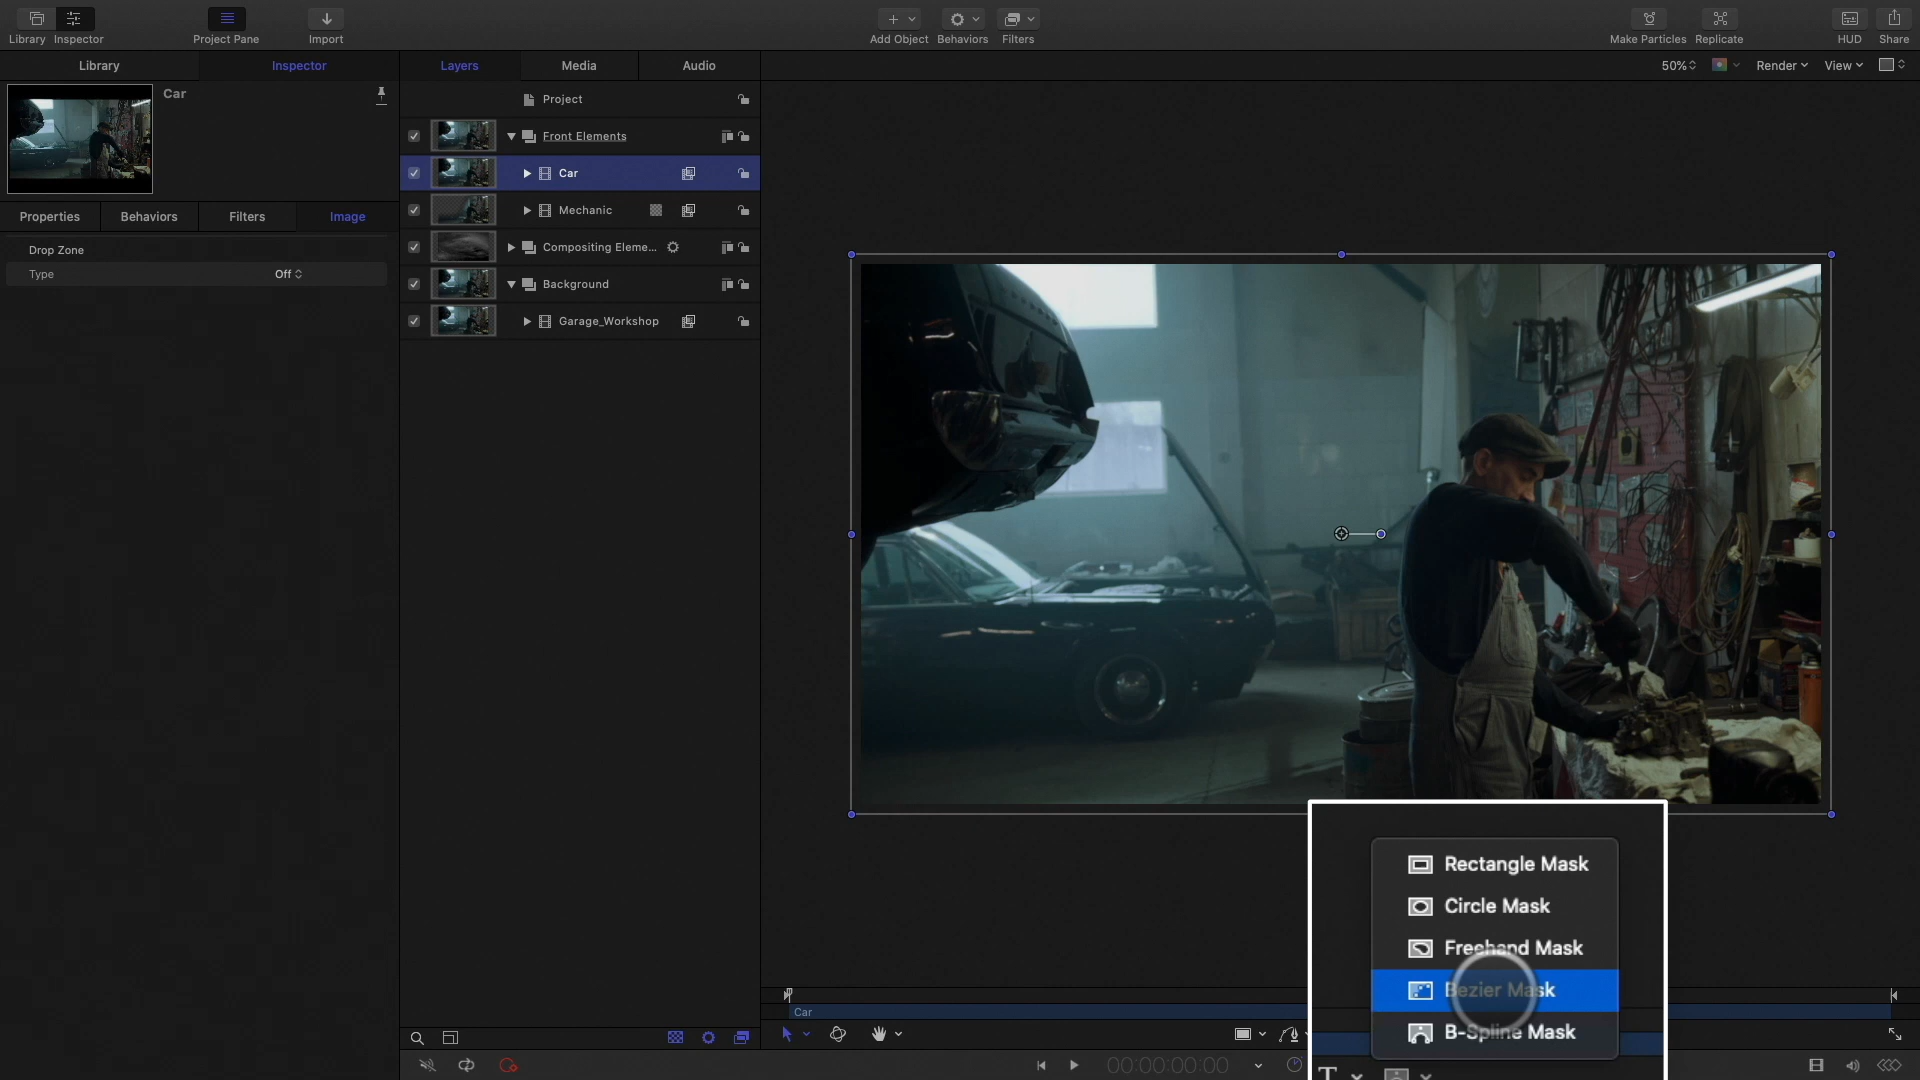 Library Inspector Project Pane Import Add Object Behaviors Filters Make Particles Replicate HUD Share
Library Inspector Layers Media Audio 50% Render View
Car
Project
Front Elements
Car
Mechanic
Compositing Eleme...
Background
Garage_Workshop
Properties Behaviors Filters Image
Drop Zone
Type Off
Rectangle Mask
Circle Mask
Freehand Mask
Bezier Mask
B-Spline Mask
Car
T
00:00:00:00